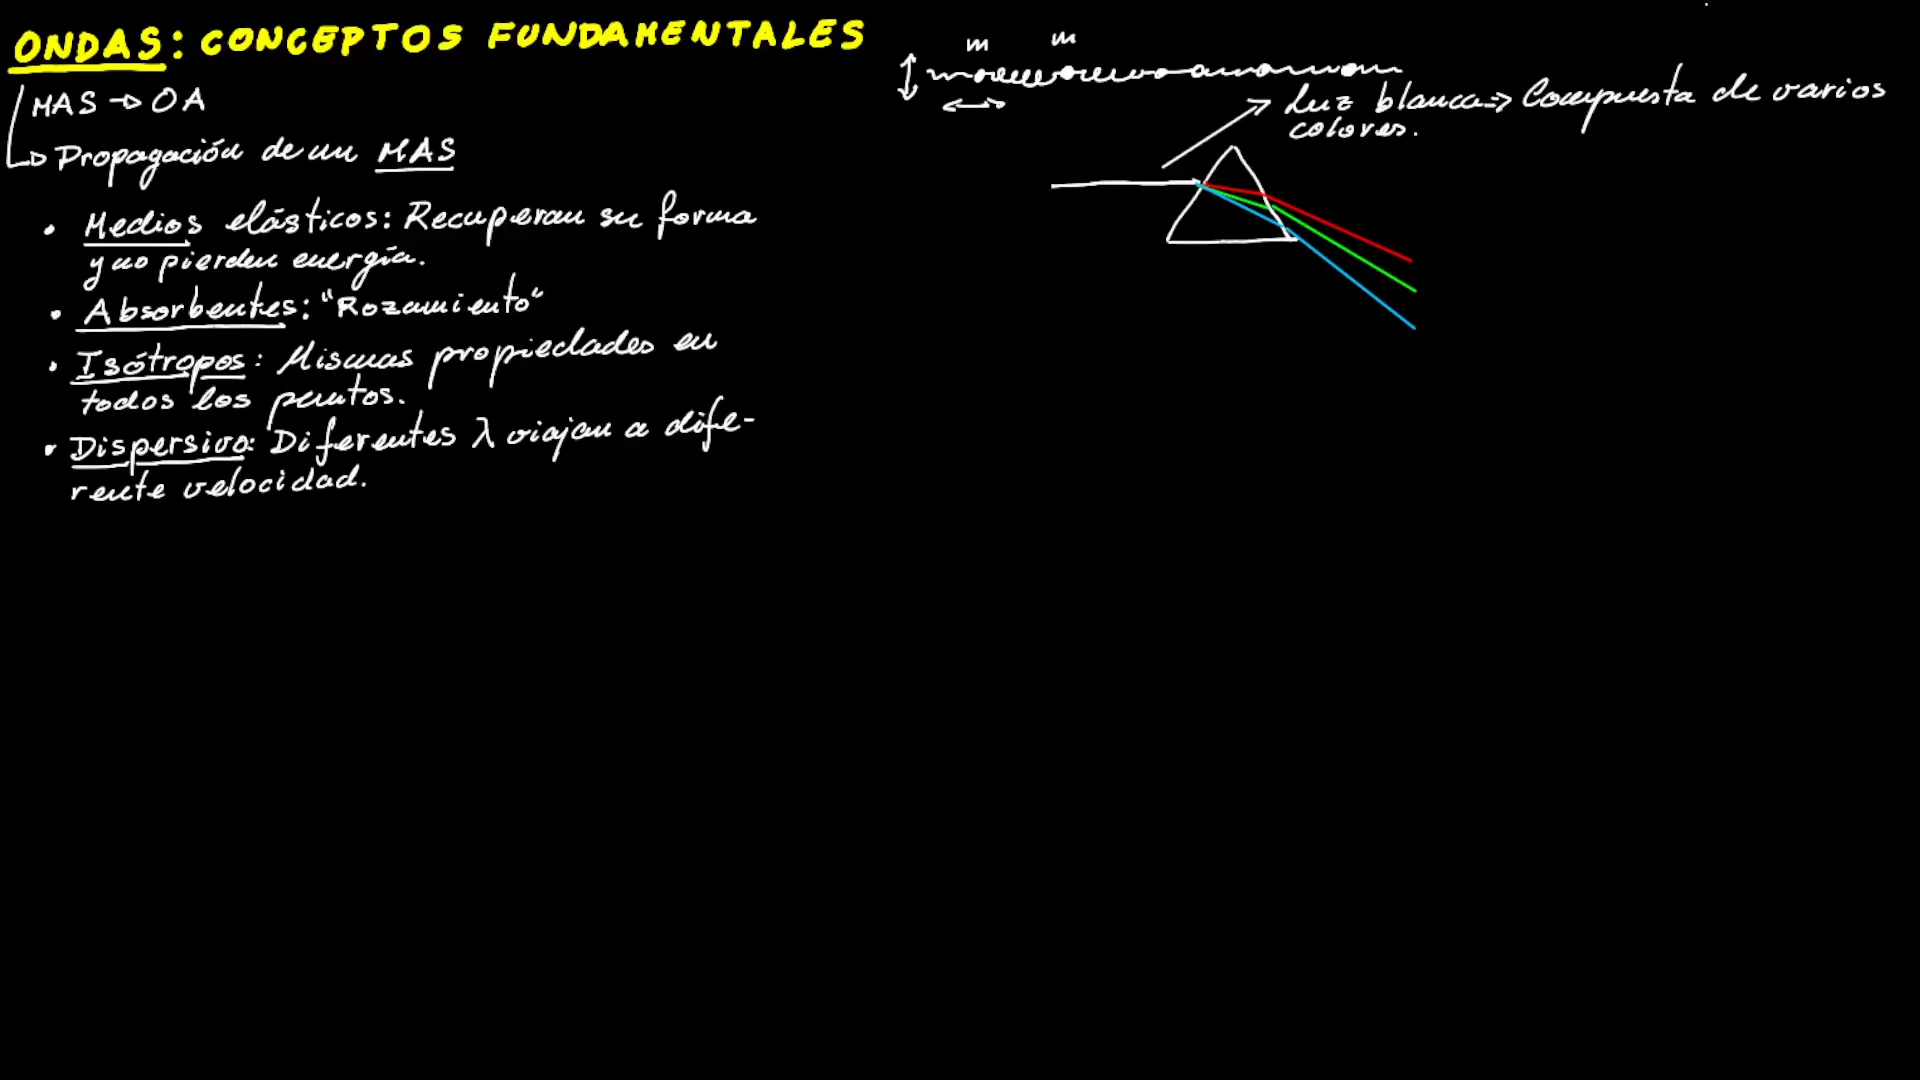 ONDAS: CONCEPTOS FUNDAMENTALES
MAS → OA
↳ Propagación de un MAS
• Medios elásticos: Recuperan su forma
y no pierden energía.
• Absorbentes: "Rozamiento"
• Isótropos: Mismas propiedades en
todos los puntos.
• Dispersivo: Diferentes λ viajan a dife-
rente velocidad.
m m
Luz blanca ⇒ Compuesta de varios
colores.